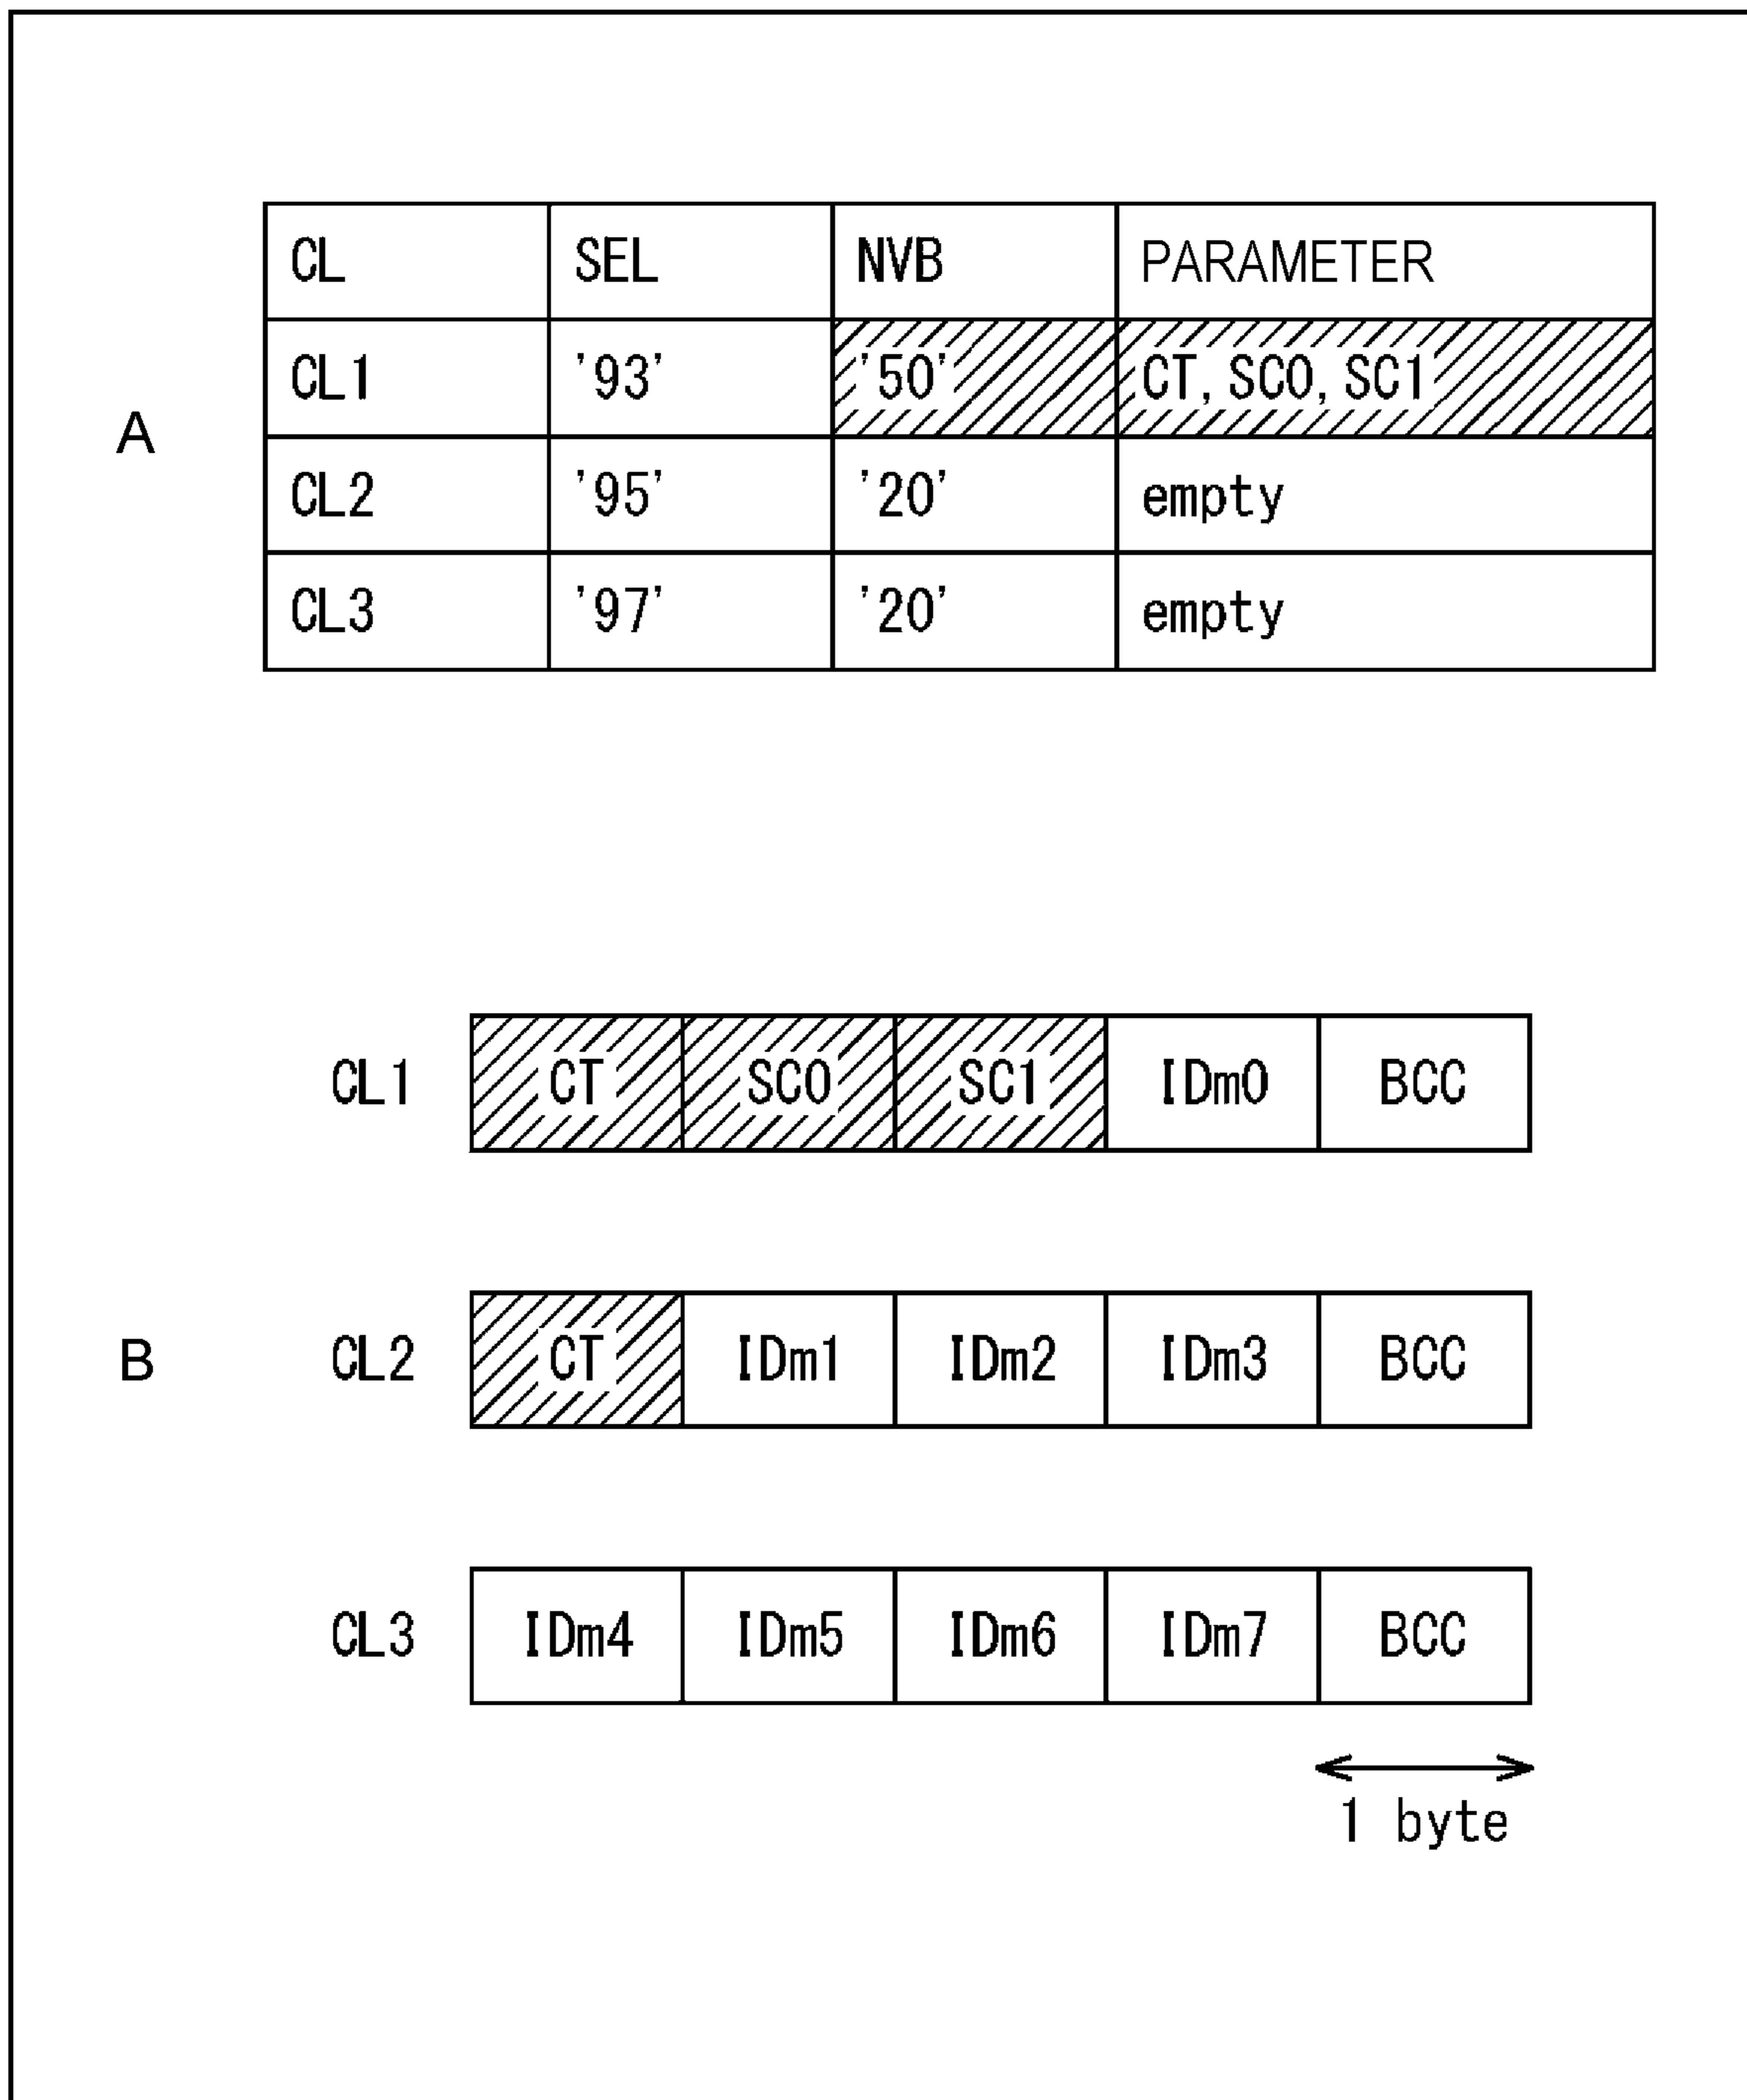 CL SEL NVB PARAMETER
CL1 '93' '50' CT, SC0, SC1
A
CL2 '95' '20' empty
CL3 '97' '20' empty
CL1 CT SC0 SC1 IDm0 BCC
B CL2 CT IDm1 IDm2 IDm3 BCC
CL3 IDm4 IDm5 IDm6 IDm7 BCC
1 byte